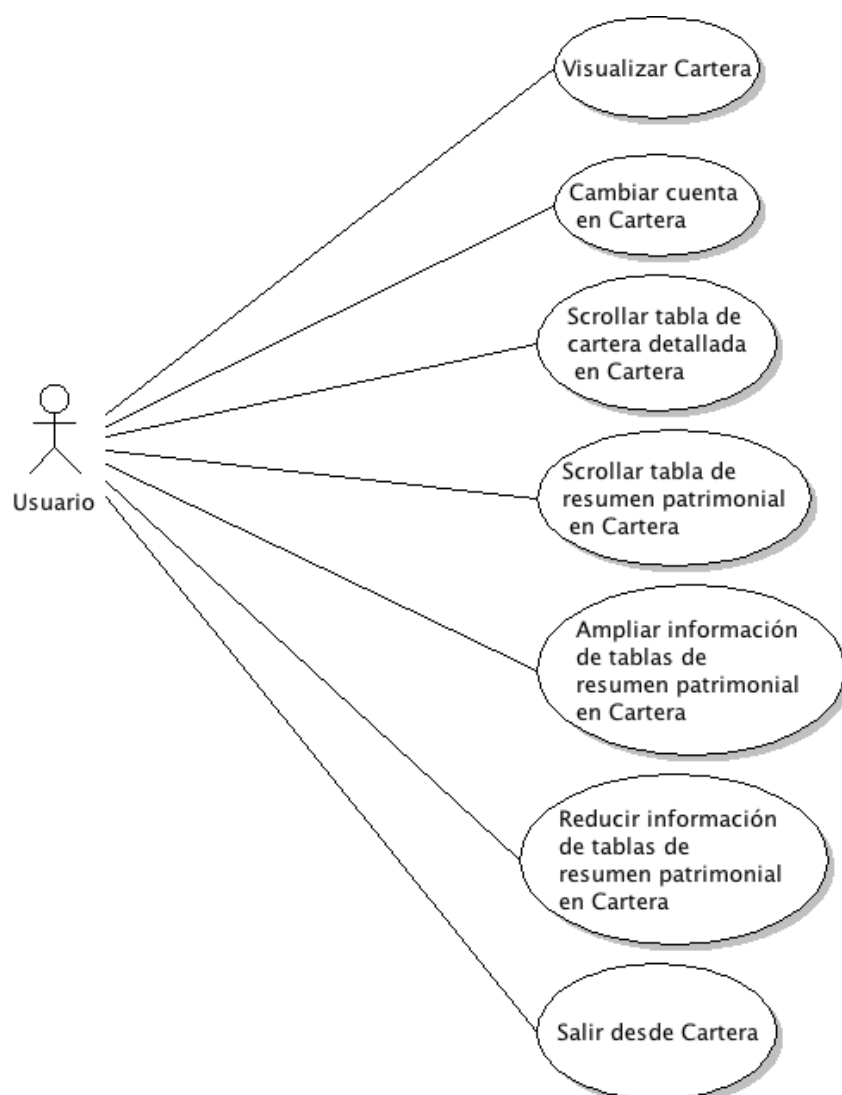 Visualizar Cartera
Cambiar cuenta
en Cartera
Scrollar tabla de
cartera detallada
en Cartera
Usuario
Scrollar tabla de
resumen patrimonial
en Cartera
Ampliar información
de tablas de
resumen patrimonial
en Cartera
Reducir información
de tablas de
resumen patrimonial
en Cartera
Salir desde Cartera